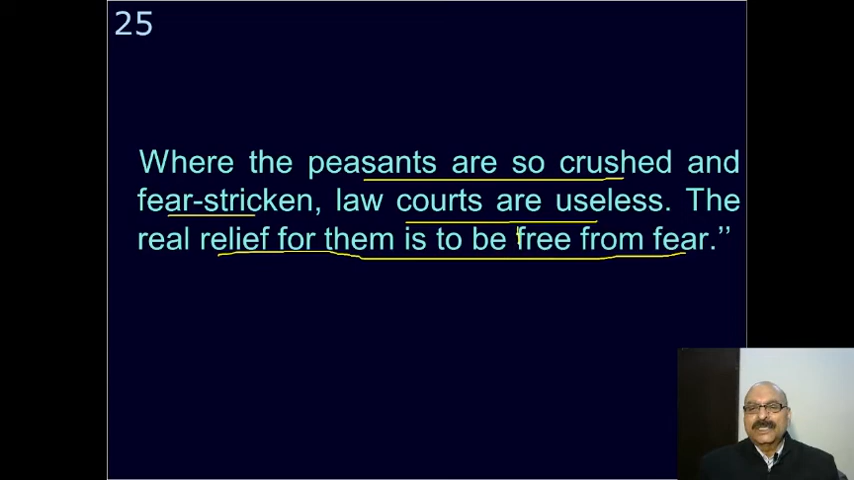 25
Where the peasants are so crushed and
fear-stricken, law courts are useless. The
real relief for them is to be free from fear.’’